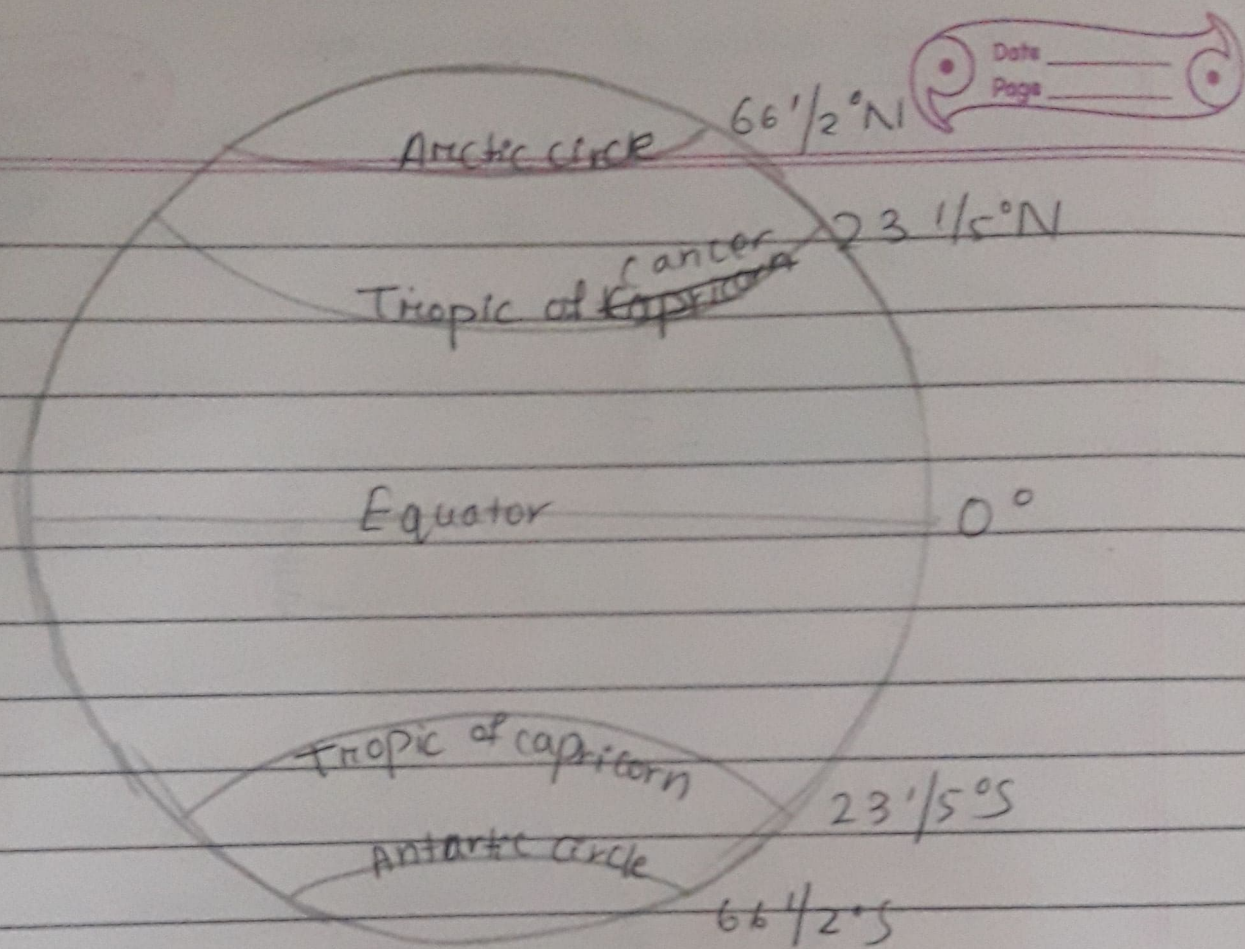 Date
Page
66 1/2°N
Arctic circle
23 1/5°N
cancer
Tropic of capricorn
Equator
0°
Tropic of capricorn
23 1/5°S
Antartic circle
66 1/2°S